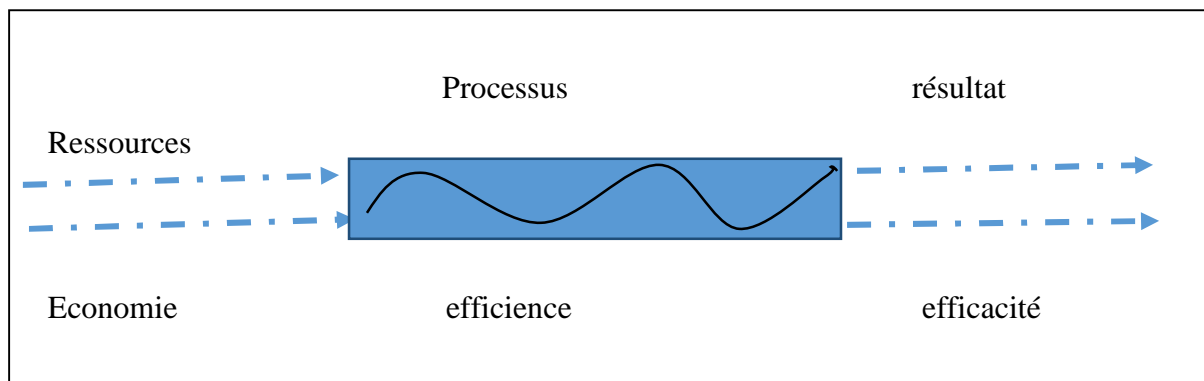 Processus résultat
Ressources
Economie efficience efficacité